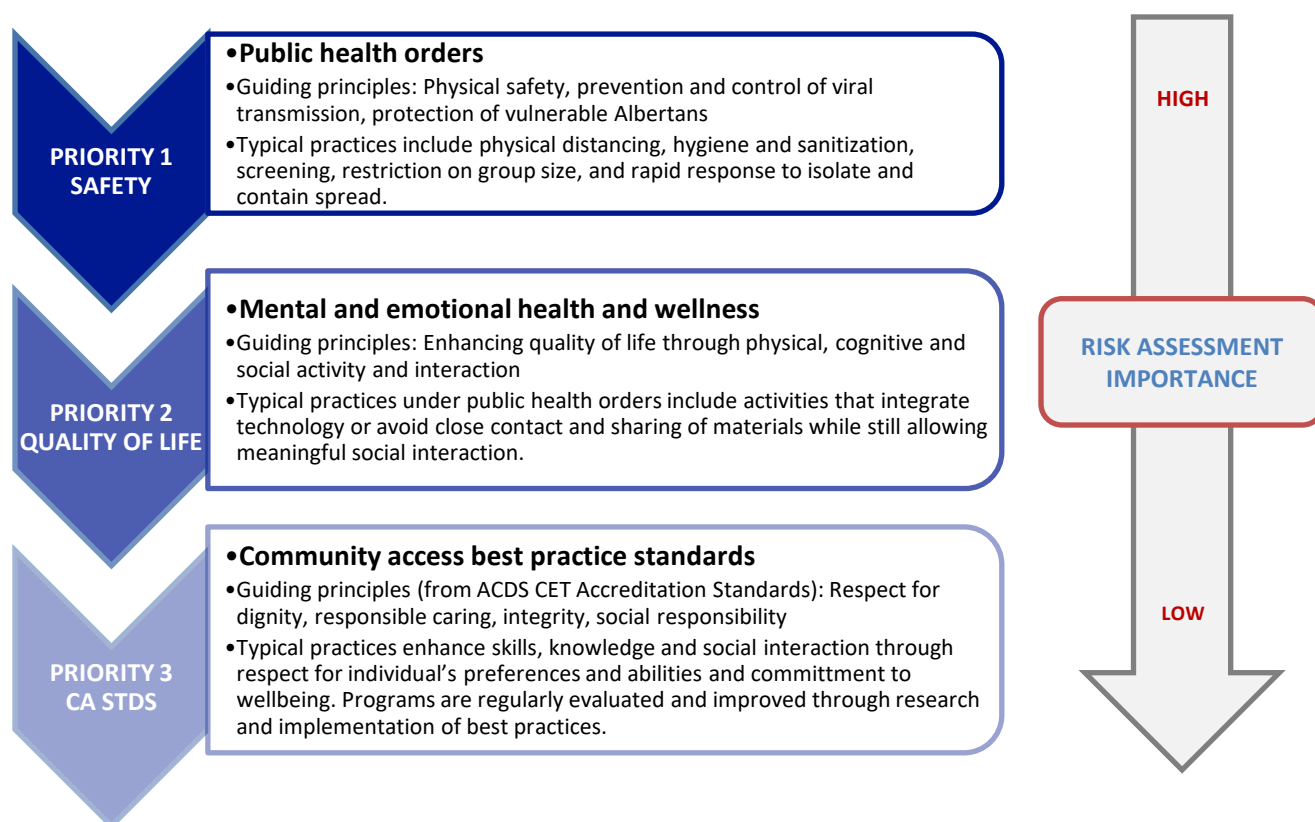 PRIORITY 1
SAFETY
•Public health orders
•Guiding principles: Physical safety, prevention and control of viral
transmission, protection of vulnerable Albertans
•Typical practices include physical distancing, hygiene and sanitization,
screening, restriction on group size, and rapid response to isolate and
contain spread.
PRIORITY 2
QUALITY OF LIFE
•Mental and emotional health and wellness
•Guiding principles: Enhancing quality of life through physical, cognitive and
social activity and interaction
•Typical practices under public health orders include activities that integrate
technology or avoid close contact and sharing of materials while still allowing
meaningful social interaction.
PRIORITY 3
CA STDS
•Community access best practice standards
•Guiding principles (from ACDS CET Accreditation Standards): Respect for
dignity, responsible caring, integrity, social responsibility
•Typical practices enhance skills, knowledge and social interaction through
respect for individual’s preferences and abilities and committment to
wellbeing. Programs are regularly evaluated and improved through research
and implementation of best practices.
HIGH
RISK ASSESSMENT
IMPORTANCE
LOW